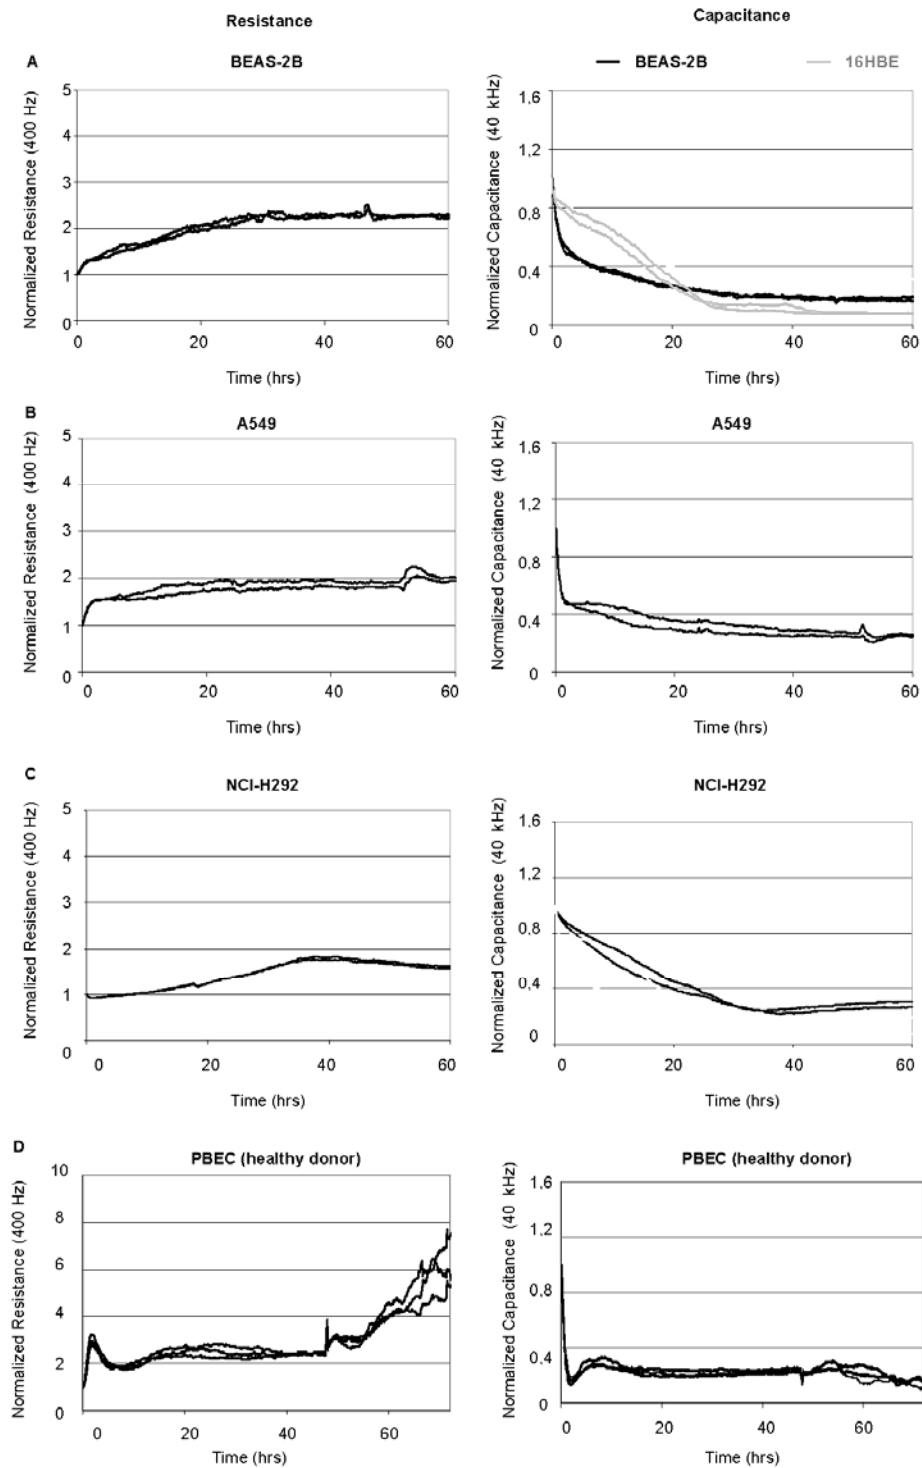 Resistance
Capacitance
A
BEAS-2B
BEAS-2B
16HBE
Normalized Resistance (400 Hz)
5
4
3
2
1
0
0 20 40 60
Time (hrs)
Normalized Capacitance (40 kHz)
1.6
1.2
0.8
0.4
0
0 20 40 60
Time (hrs)
B
A549
Normalized Resistance (400 Hz)
5
4
3
2
1
0
0 20 40 60
Time (hrs)
A549
Normalized Capacitance (40 kHz)
1.6
1.2
0.8
0.4
0
0 20 40 60
Time (hrs)
C
NCI-H292
Normalized Resistance (400 Hz)
5
4
3
2
1
0
0 20 40 60
Time (hrs)
NCI-H292
Normalized Capacitance (40 kHz)
1.6
1.2
0.8
0.4
0
0 20 40 60
Time (hrs)
D
PBEC (healthy donor)
Normalized Resistance (400 Hz)
10
8
6
4
2
0
0 20 40 60
Time (hrs)
PBEC (healthy donor)
Normalized Capacitance (40 kHz)
1.6
1.2
0.8
0.4
0
0 20 40 60
Time (hrs)